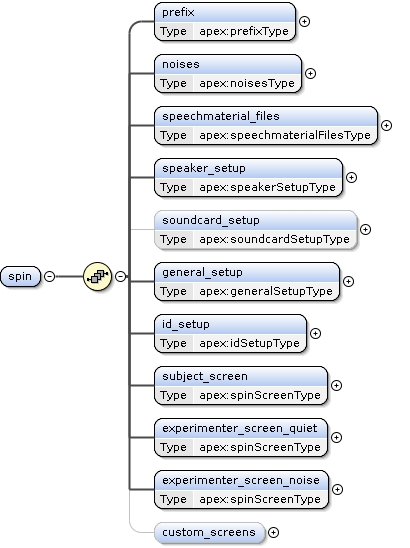 prefix
Type apex:prefixType
noises
Type apex:noisesType
speechmaterial_files
Type apex:speechmaterialFilesType
speaker_setup
Type apex:speakerSetupType
soundcard_setup
Type apex:soundcardSetupType
spin
general_setup
Type apex:generalSetupType
id_setup
Type apex:idSetupType
subject_screen
Type apex:spinScreenType
experimenter_screen_quiet
Type apex:spinScreenType
experimenter_screen_noise
Type apex:spinScreenType
custom_screens